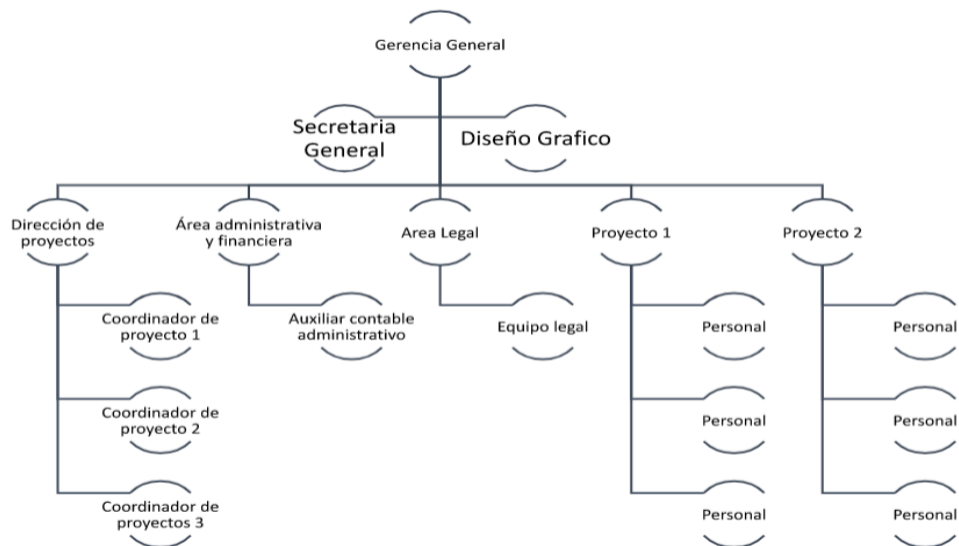 Gerencia General
Secretaria
General
Diseño Grafico
Dirección de
proyectos
Área administrativa
y financiera
Area Legal
Proyecto 1
Proyecto 2
Coordinador de
proyecto 1
Auxiliar contable
administrativo
Equipo legal
Personal
Personal
Coordinador de
proyecto 2
Personal
Personal
Coordinador de
proyectos 3
Personal
Personal